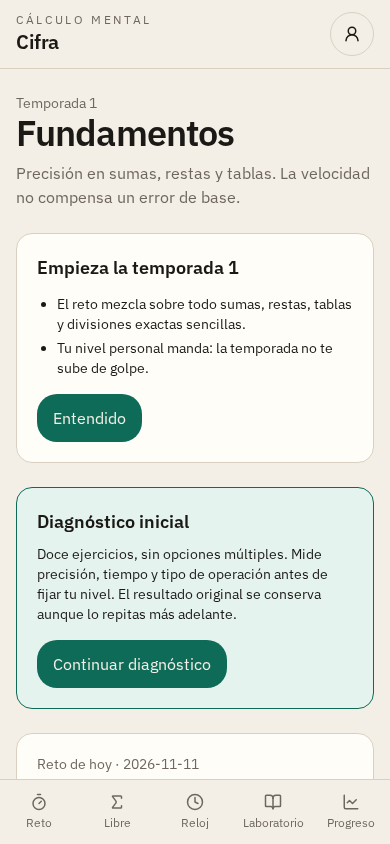 CÁLCULO MENTAL
Cifra
Temporada 1
Fundamentos
Precisión en sumas, restas y tablas. La velocidad
no compensa un error de base.
Empieza la temporada 1
• El reto mezcla sobre todo sumas, restas, tablas
y divisiones exactas sencillas.
• Tu nivel personal manda: la temporada no te
sube de golpe.
Entendido
Diagnóstico inicial
Doce ejercicios, sin opciones múltiples. Mide
precisión, tiempo y tipo de operación antes de
fijar tu nivel. El resultado original se conserva
aunque lo repitas más adelante.
Continuar diagnóstico
Reto de hoy · 2026-11-11
Reto
Libre
Reloj
Laboratorio
Progreso